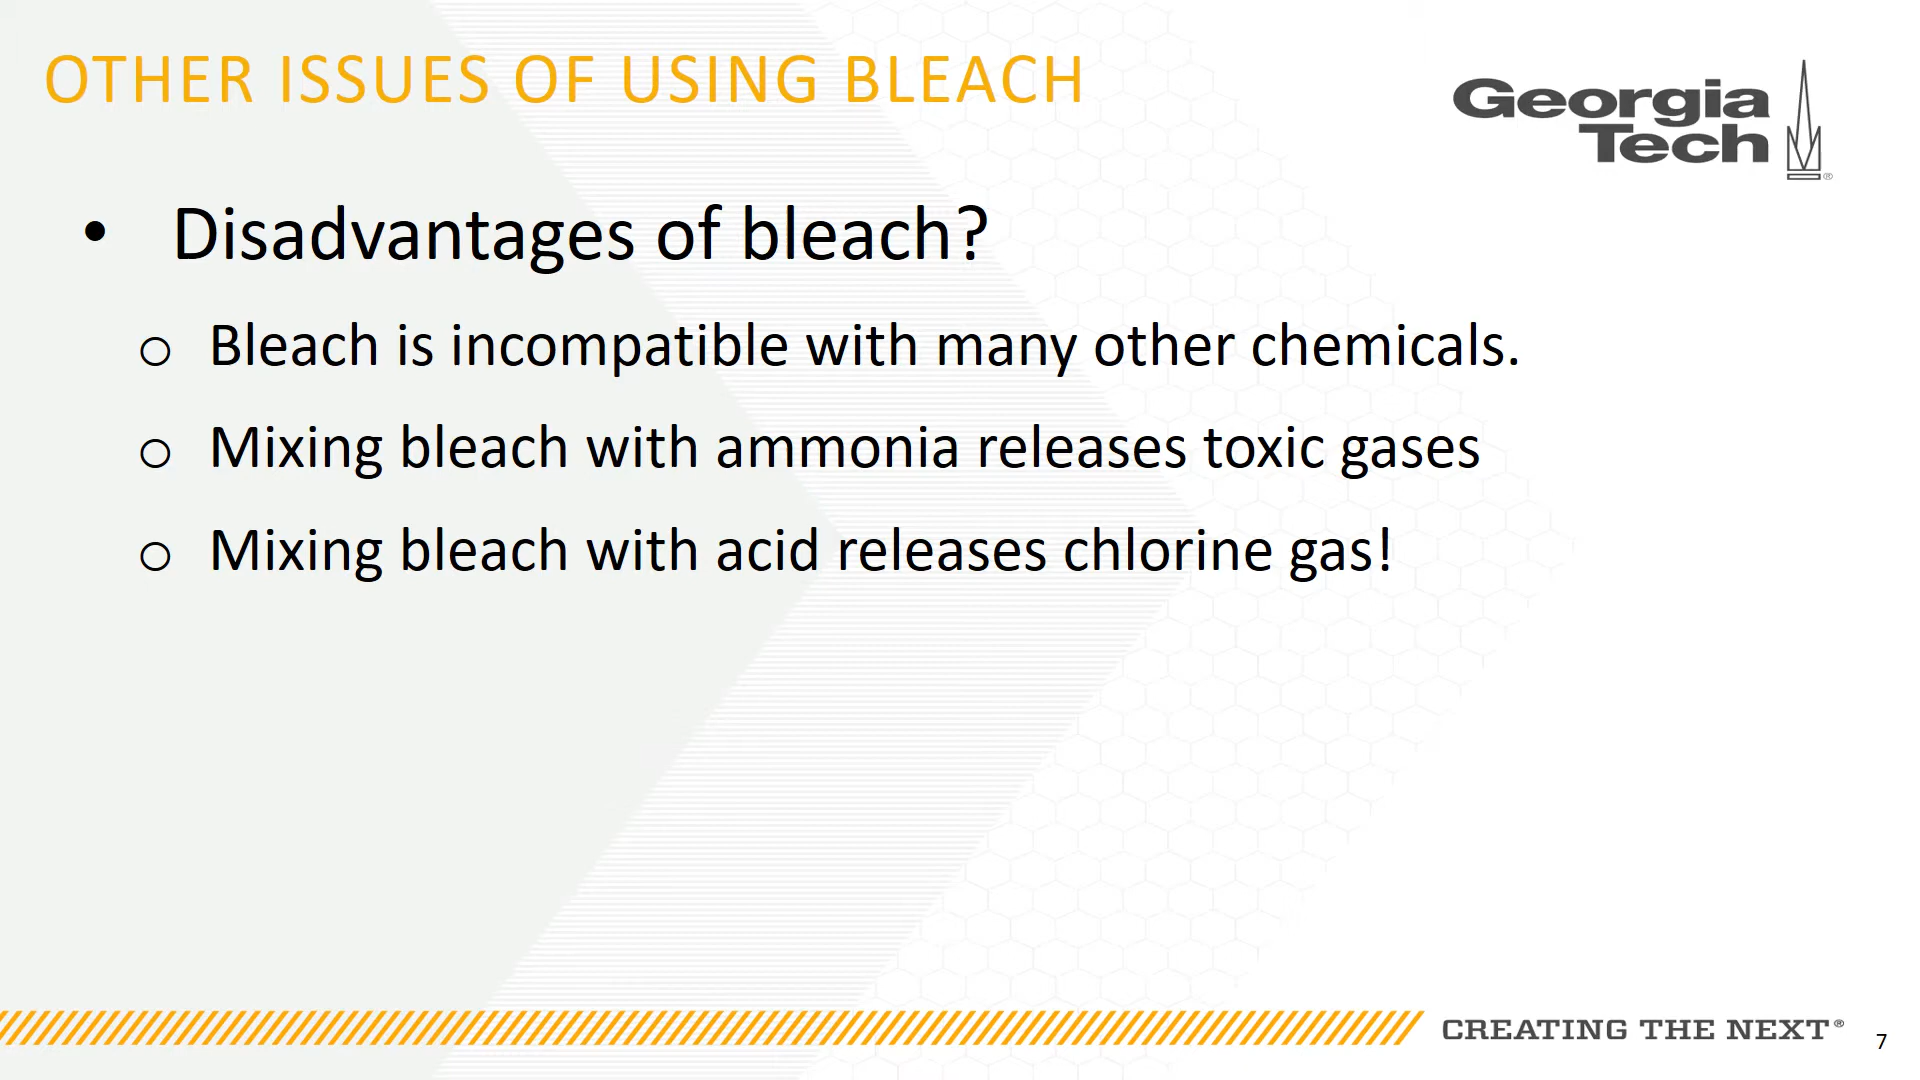 OTHER ISSUES OF USING BLEACH
Georgia
Tech
®
• Disadvantages of bleach?
o Bleach is incompatible with many other chemicals.
o Mixing bleach with ammonia releases toxic gases
o Mixing bleach with acid releases chlorine gas!
CREATING THE NEXT®
7